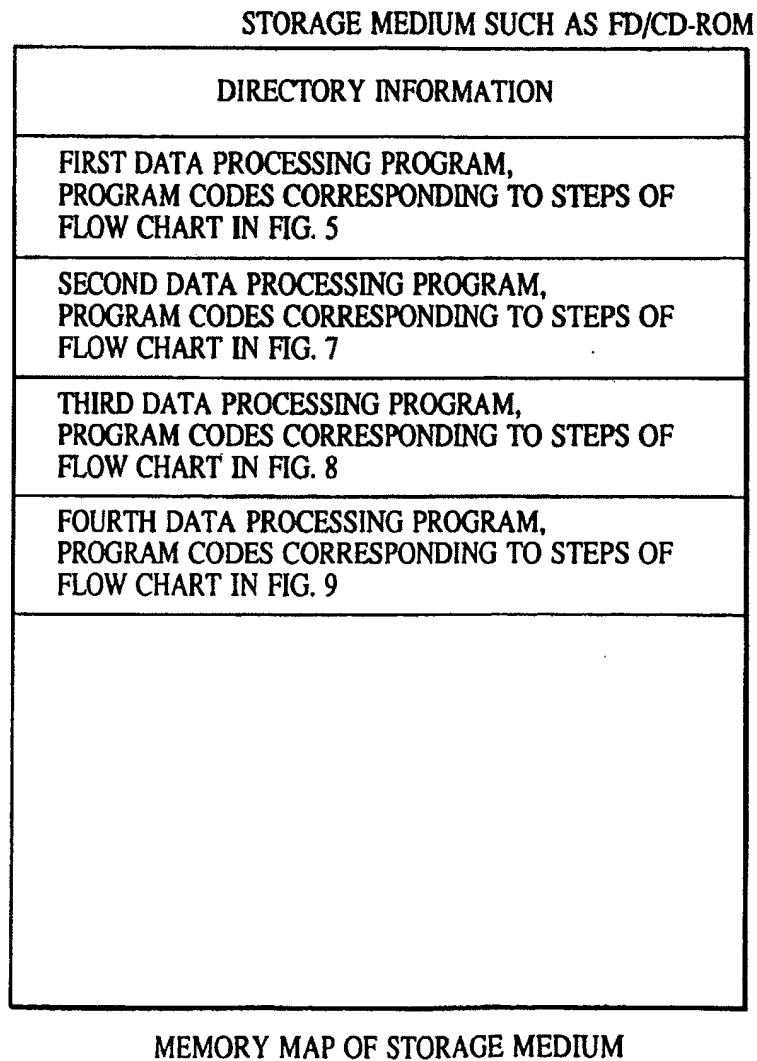 STORAGE MEDIUM SUCH AS FD/CD-ROM
DIRECTORY INFORMATION
FIRST DATA PROCESSING PROGRAM,
PROGRAM CODES CORRESPONDING TO STEPS OF
FLOW CHART IN FIG. 5
SECOND DATA PROCESSING PROGRAM,
PROGRAM CODES CORRESPONDING TO STEPS OF
FLOW CHART IN FIG. 7
THIRD DATA PROCESSING PROGRAM,
PROGRAM CODES CORRESPONDING TO STEPS OF
FLOW CHART IN FIG. 8
FOURTH DATA PROCESSING PROGRAM,
PROGRAM CODES CORRESPONDING TO STEPS OF
FLOW CHART IN FIG. 9
MEMORY MAP OF STORAGE MEDIUM